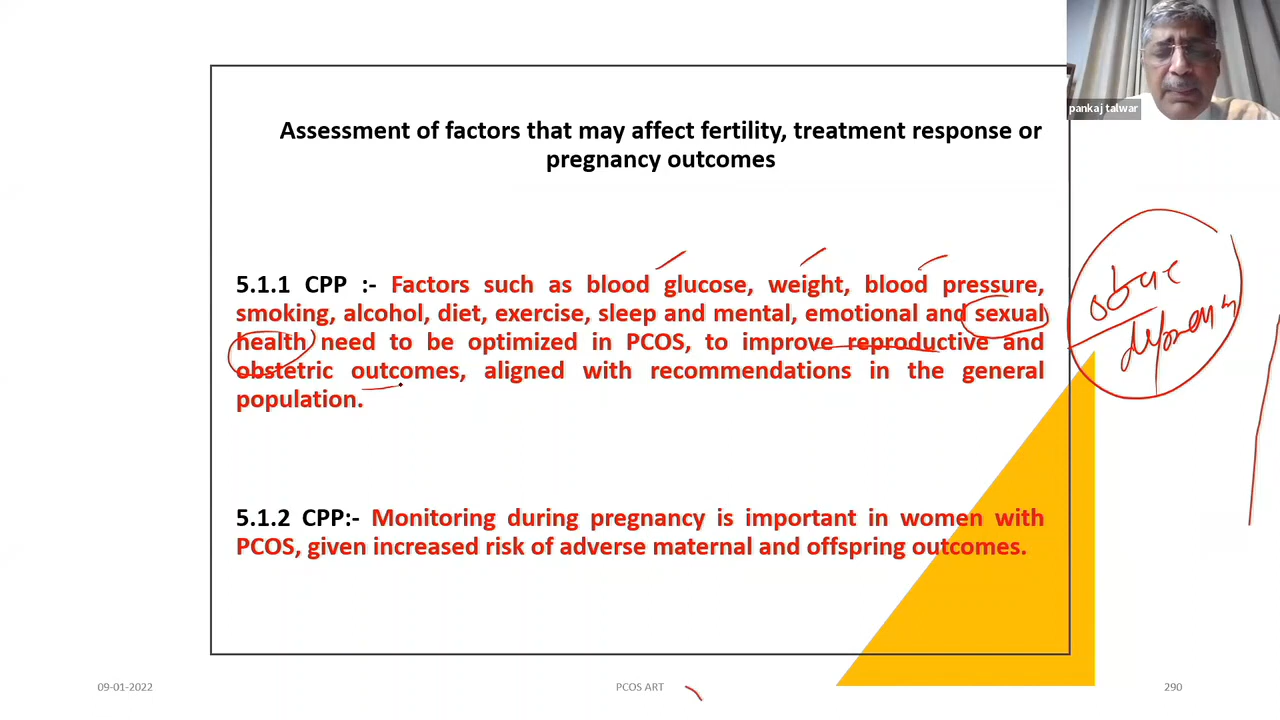 pankaj talwar
Assessment of factors that may affect fertility, treatment response or
pregnancy outcomes
5.1.1 CPP :- Factors such as blood glucose, weight, blood pressure,
smoking, alcohol, diet, exercise, sleep and mental, emotional and sexual
health need to be optimized in PCOS, to improve reproductive and
obstetric outcomes, aligned with recommendations in the general
population.
5.1.2 CPP:- Monitoring during pregnancy is important in women with
PCOS, given increased risk of adverse maternal and offspring outcomes.
09-01-2022
PCOS ART
290